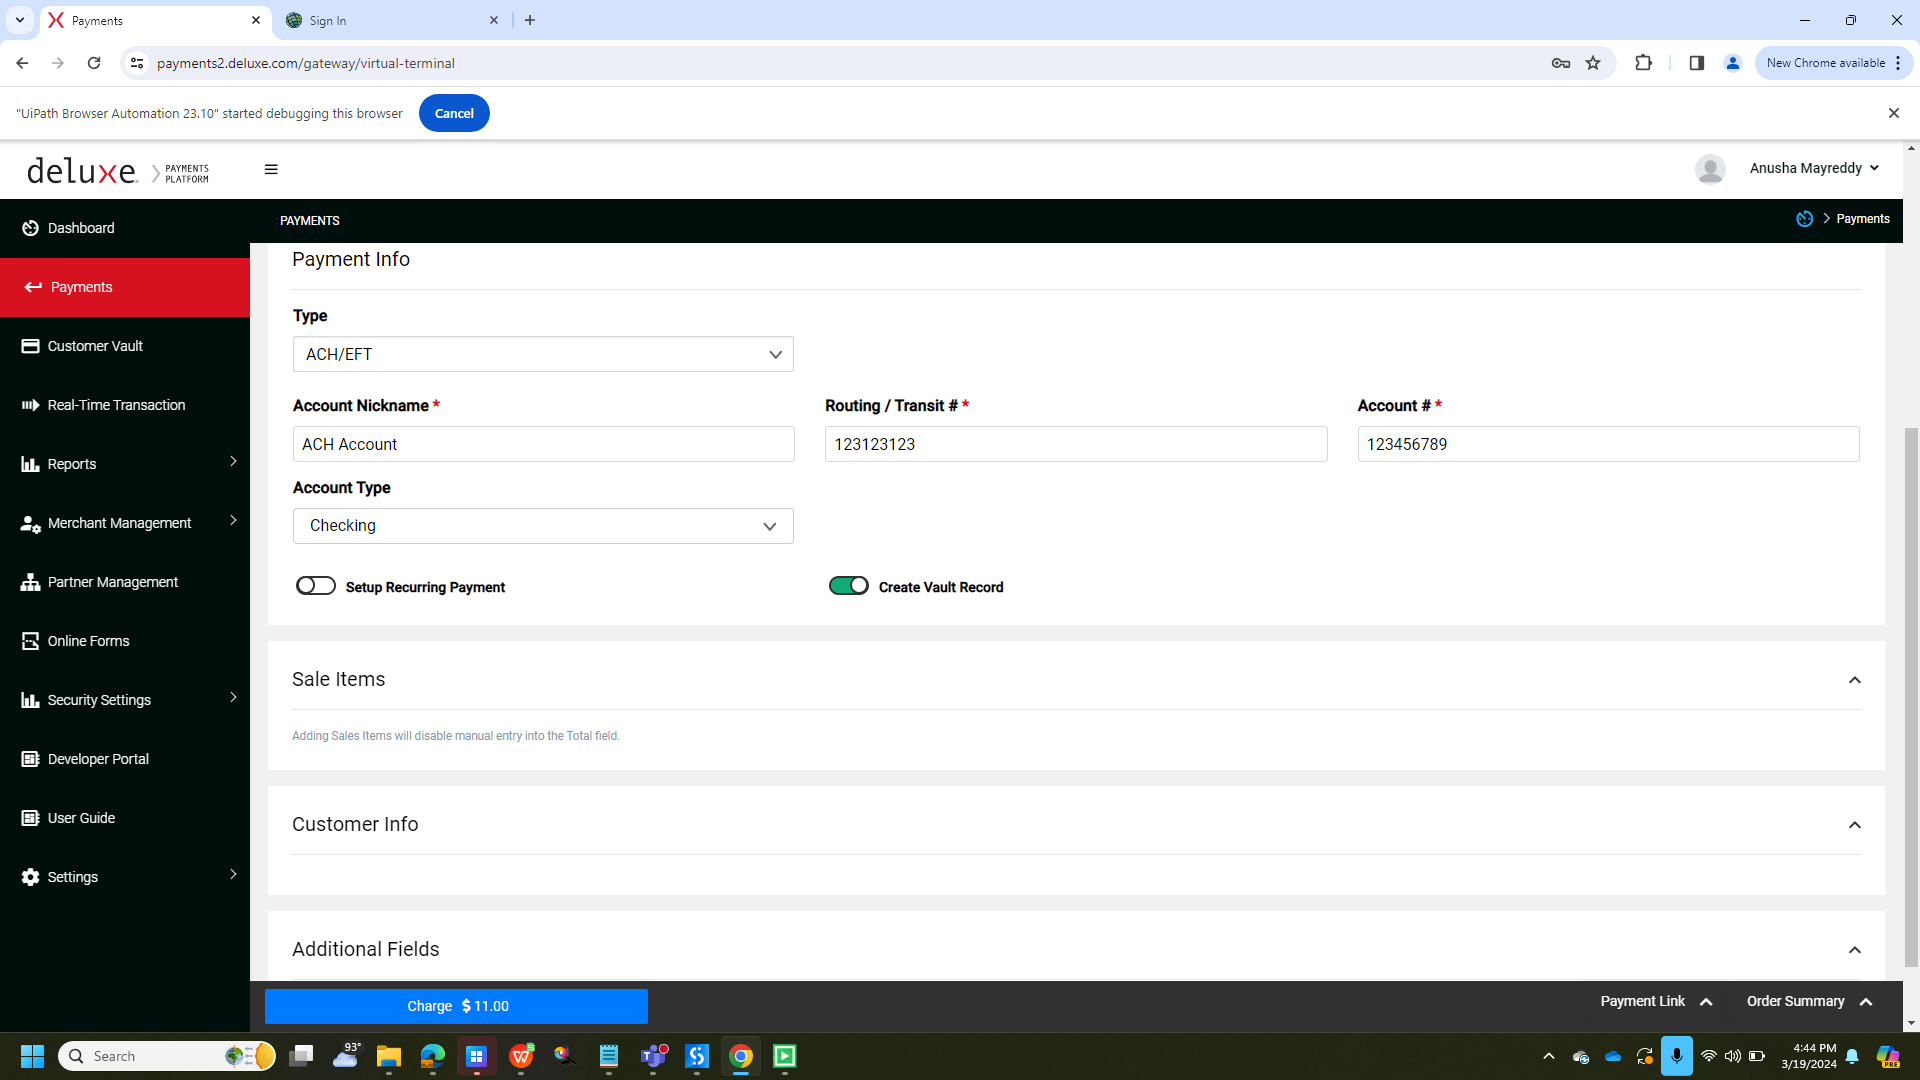 Payments
Sign In
payments2.deluxe.com/gateway/virtual-terminal
New Chrome available
"UiPath Browser Automation 23.10" started debugging this browser
Cancel
deluxe.
PAYMENTS
PLATFORM
Anusha Mayreddy
Dashboard
PAYMENTS
Payments
Payments
Customer Vault
Real-Time Transaction
Reports
Merchant Management
Partner Management
Online Forms
Security Settings
Developer Portal
User Guide
Settings
Payment Info
Type
ACH/EFT
Account Nickname *
Routing / Transit # *
Account # *
ACH Account
123123123
123456789
Account Type
Checking
Setup Recurring Payment
Create Vault Record
Sale Items
Adding Sales Items will disable manual entry into the Total field.
Customer Info
Additional Fields
Charge $ 11.00
Payment Link
Order Summary
Search
93°
4:44 PM
3/19/2024
PRE